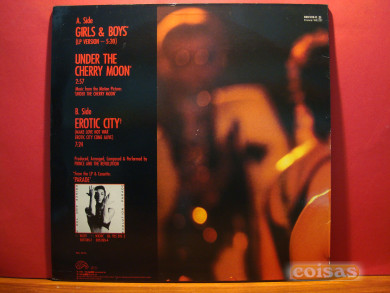 A. Side
GIRLS & BOYS*
(LP VERSION – 5:30)
UNDER THE
CHERRY MOON*
2:57
Music from the Motion Picture
'UNDER THE CHERRY MOON'
B. Side
EROTIC CITY†
(MAKE LOVE NOT WAR
EROTIC CITY COME ALIVE)
7:24
Produced, Arranged, Composed & Performed by
PRINCE AND THE REVOLUTION
*From the LP & Cassette
'PARADE'
coisas